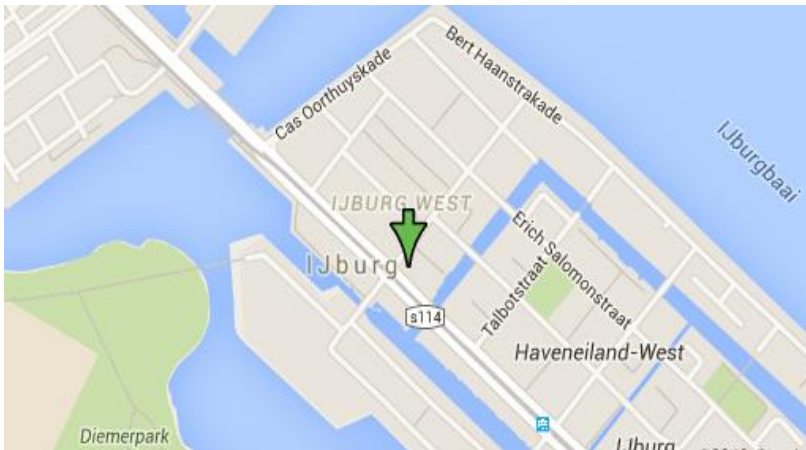 Bert Haanstrakade
Cas Oorthuyskade
IJburgbaai
IJBURG WEST
Erich Salomonstraat
IJburg
Talbotstraat
s114
Haveneiland-West
Diemerpark
IJburg